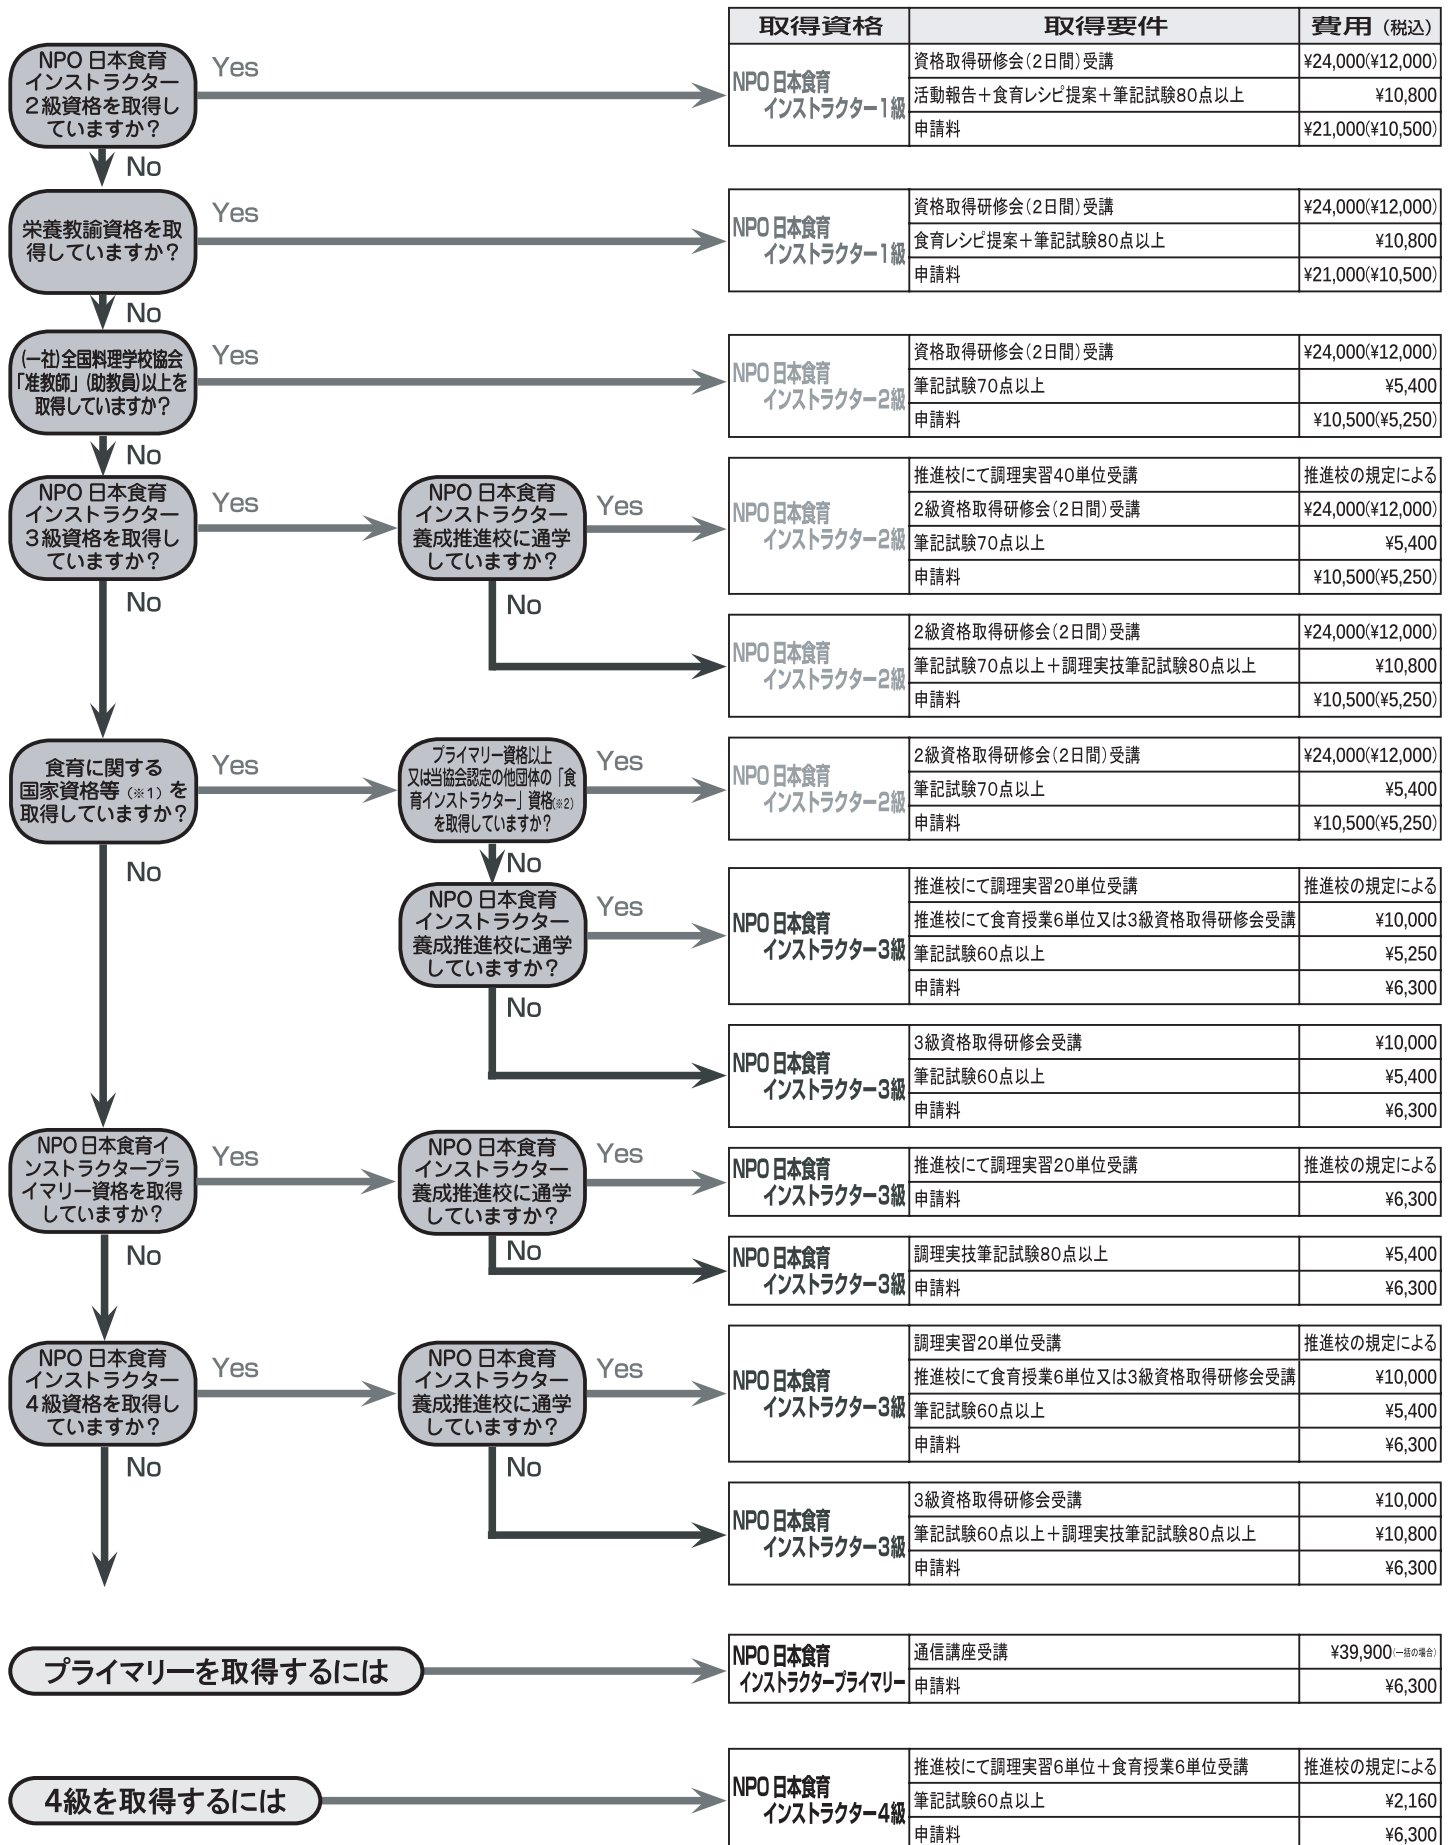 取得資格 取得要件 費用（税込）
NPO 日本食育
インストラクター
２級資格を取得し
ていますか？
Yes
No
NPO 日本食育
インストラクター１級
資格取得研修会（2日間）受講 ¥24,000(¥12,000)
活動報告＋食育レシピ提案＋筆記試験80点以上 ¥10,800
申請料 ¥21,000(¥10,500)
栄養教諭資格を取
得していますか？
Yes
No
NPO 日本食育
インストラクター１級
資格取得研修会（2日間）受講 ¥24,000(¥12,000)
食育レシピ提案＋筆記試験80点以上 ¥10,800
申請料 ¥21,000(¥10,500)
(一社)全国料理学校協会
「准教師」(助教員)以上を
取得していますか？
Yes
No
NPO 日本食育
インストラクター２級
資格取得研修会（2日間）受講 ¥24,000(¥12,000)
筆記試験70点以上 ¥5,400
申請料 ¥10,500(¥5,250)
NPO 日本食育
インストラクター
３級資格を取得し
ていますか？
Yes
No
NPO 日本食育
インストラクター
養成推進校に通学
していますか？
Yes
No
NPO 日本食育
インストラクター２級
推進校にて調理実習40単位受講 推進校の規定による
2級資格取得研修会（2日間）受講 ¥24,000(¥12,000)
筆記試験70点以上 ¥5,400
申請料 ¥10,500(¥5,250)
NPO 日本食育
インストラクター２級
2級資格取得研修会（2日間）受講 ¥24,000(¥12,000)
筆記試験70点以上＋調理実技筆記試験80点以上 ¥10,800
申請料 ¥10,500(¥5,250)
食育に関する
国家資格等（※1）を
取得していますか？
Yes
No
プライマリー資格以上
又は当協会認定の他団体の「食
育インストラクター」資格(※2)
を取得していますか？
Yes
No
NPO 日本食育
インストラクター２級
2級資格取得研修会（2日間）受講 ¥24,000(¥12,000)
筆記試験70点以上 ¥5,400
申請料 ¥10,500(¥5,250)
NPO 日本食育
インストラクター
養成推進校に通学
していますか？
Yes
No
NPO 日本食育
インストラクター３級
推進校にて調理実習20単位受講 推進校の規定による
推進校にて食育授業6単位又は3級資格取得研修会受講 ¥10,000
筆記試験60点以上 ¥5,250
申請料 ¥6,300
NPO 日本食育
インストラクター３級
3級資格取得研修会受講 ¥10,000
筆記試験60点以上 ¥5,400
申請料 ¥6,300
NPO 日本食育イ
ンストラクタープラ
イマリー資格を取得
していますか？
Yes
No
NPO 日本食育
インストラクター
養成推進校に通学
していますか？
Yes
No
NPO 日本食育
インストラクター３級
推進校にて調理実習20単位受講 推進校の規定による
申請料 ¥6,300
NPO 日本食育
インストラクター３級
調理実技筆記試験80点以上 ¥5,400
申請料 ¥6,300
NPO 日本食育
インストラクター
４級資格を取得し
ていますか？
Yes
No
NPO 日本食育
インストラクター
養成推進校に通学
していますか？
Yes
No
NPO 日本食育
インストラクター３級
調理実習20単位受講 推進校の規定による
推進校にて食育授業6単位又は3級資格取得研修会受講 ¥10,000
筆記試験60点以上 ¥5,400
申請料 ¥6,300
NPO 日本食育
インストラクター３級
3級資格取得研修会受講 ¥10,000
筆記試験60点以上＋調理実技筆記試験80点以上 ¥10,800
申請料 ¥6,300
プライマリーを取得するには
NPO 日本食育
インストラクタープライマリー
通信講座受講 ¥39,900(一括の場合)
申請料 ¥6,300
4級を取得するには
NPO 日本食育
インストラクター４級
推進校にて調理実習6単位＋食育授業6単位受講 推進校の規定による
筆記試験60点以上 ¥2,160
申請料 ¥6,300